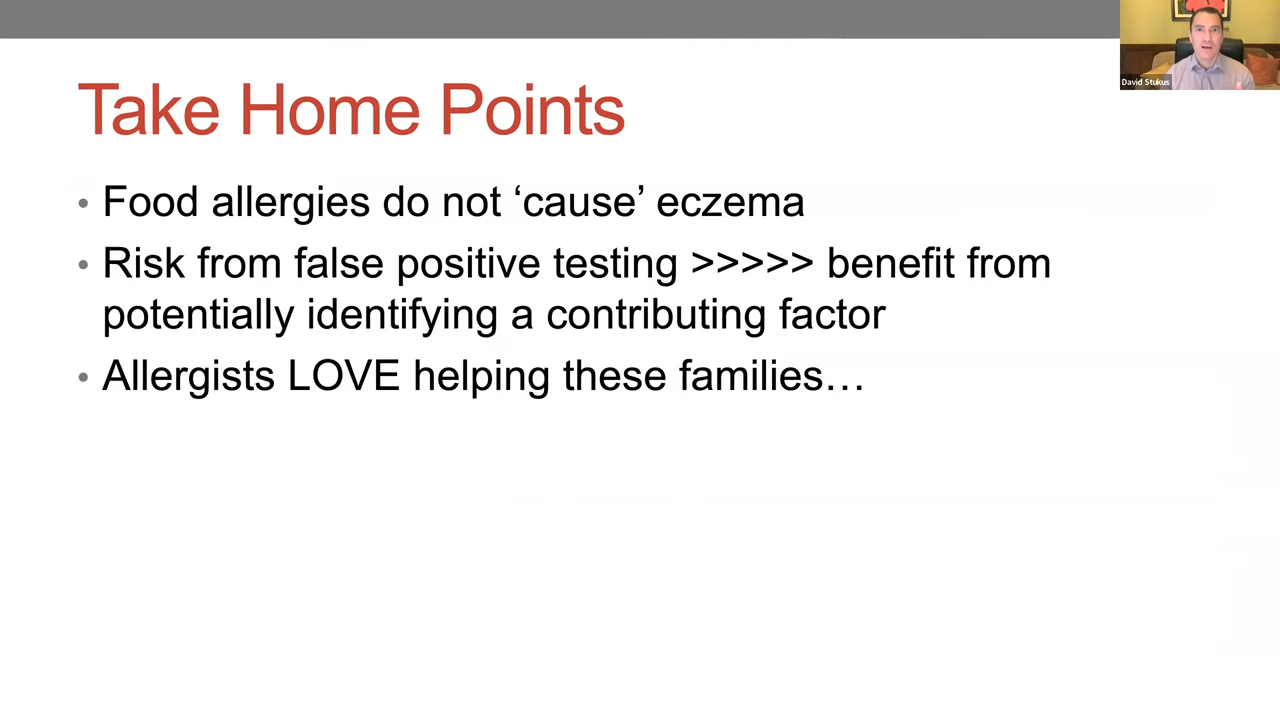 David Stukus
Take Home Points
• Food allergies do not ‘cause’ eczema
• Risk from false positive testing >>>>> benefit from
potentially identifying a contributing factor
• Allergists LOVE helping these families…